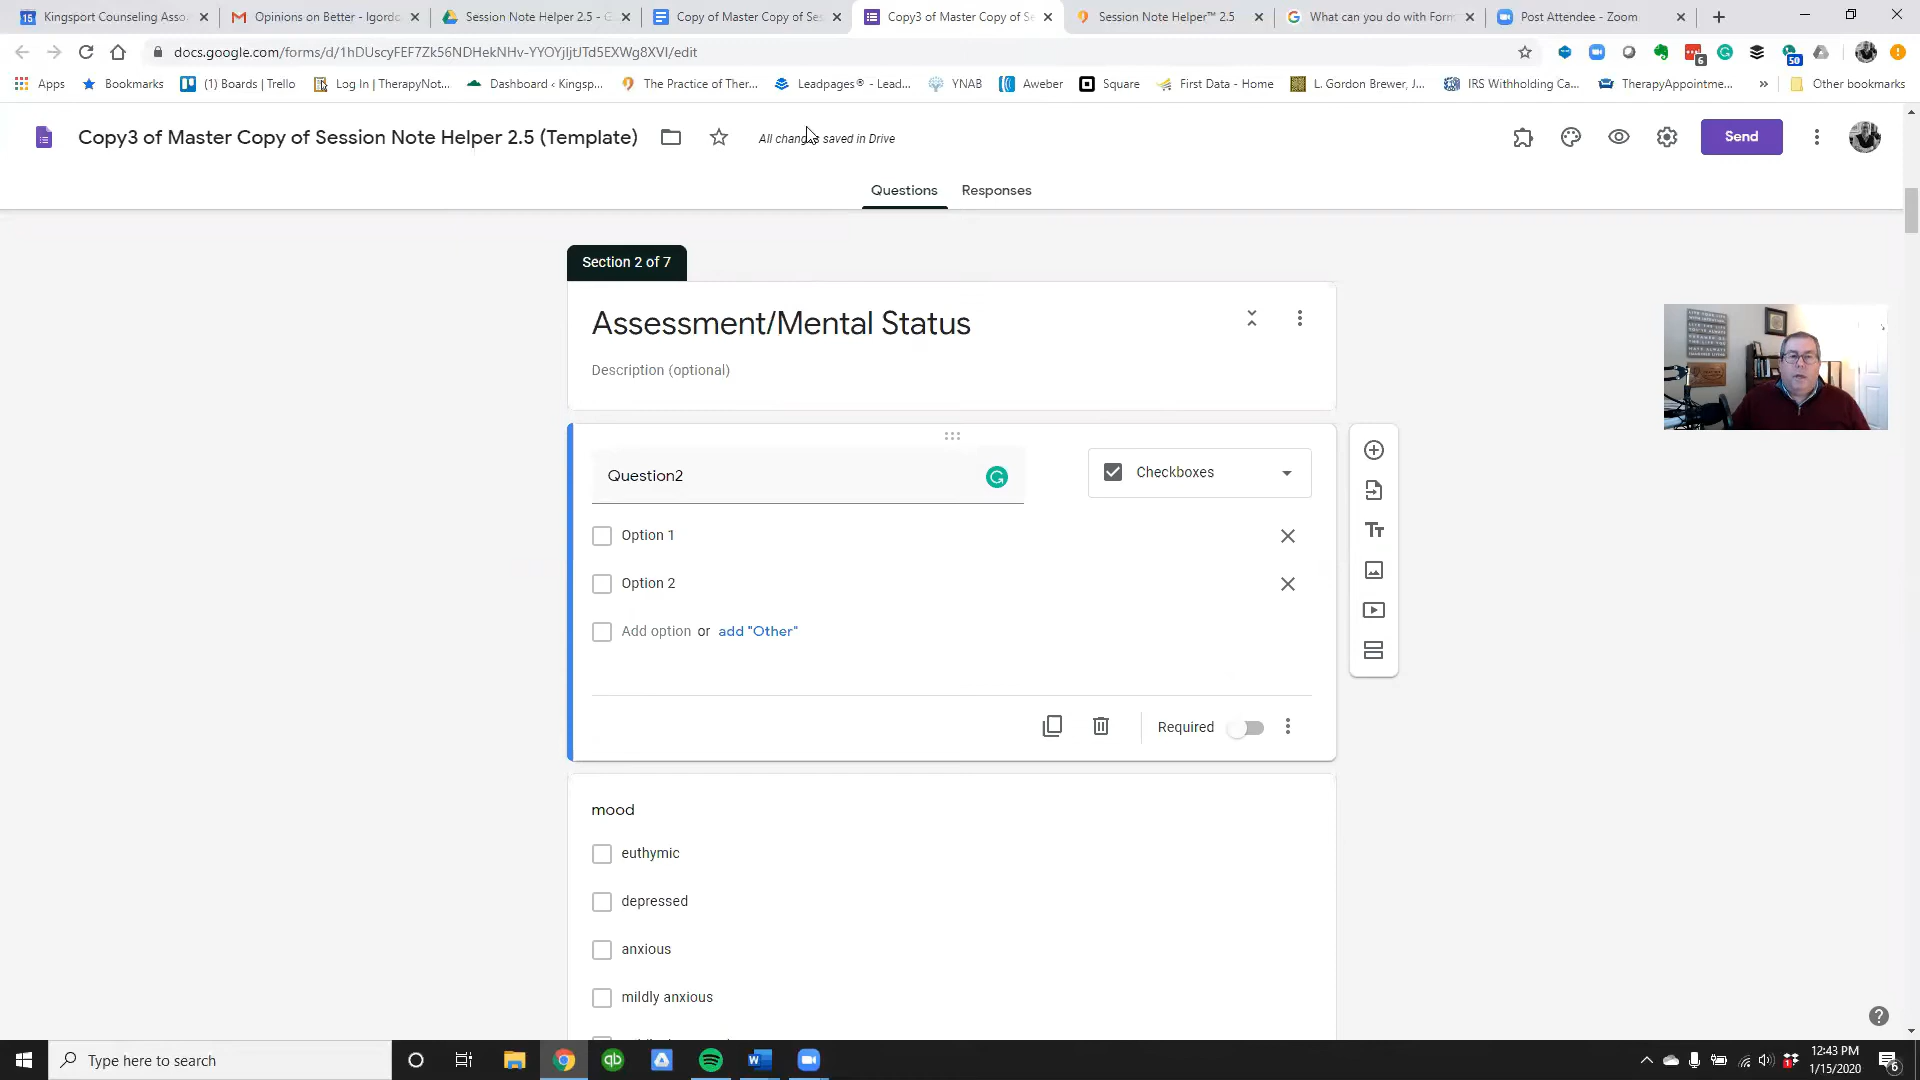 Kingsport Counseling Asso
Opinions on Better - Igordo
Session Note Helper 2.5 - G
Copy of Master Copy of Ses
Copy3 of Master Copy of Se
Session Note Helper™ 2.5
What can you do with Form
Post Attendee - Zoom
docs.google.com/forms/d/1hDUscyFEF7Zk56NDHekNHv-YYOYjIjtJTd5EXWg8XVI/edit
6
50
Apps
Bookmarks
(1) Boards | Trello
Log In | TherapyNot...
Dashboard ‹ Kingsp...
The Practice of Ther...
Leadpages® - Lead...
YNAB
Aweber
Square
First Data - Home
L. Gordon Brewer, J...
IRS Withholding Ca...
TherapyAppointme...
»
Other bookmarks
Copy3 of Master Copy of Session Note Helper 2.5 (Template)
All changes saved in Drive
Send
Questions
Responses
Section 2 of 7
Assessment/Mental Status
Description (optional)
Question2
Checkboxes
Option 1
Option 2
Add option or add "Other"
Required
mood
euthymic
depressed
anxious
mildly anxious
Type here to search
12:43 PM
1/15/2020
6